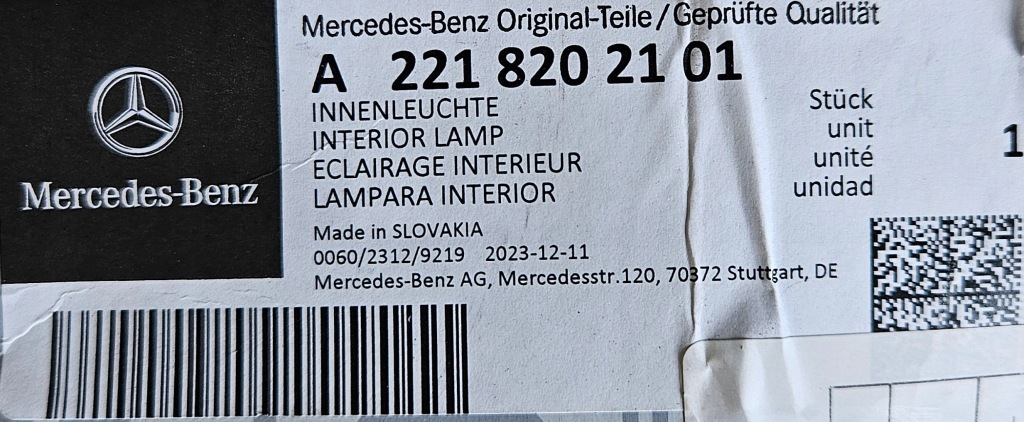 Mercedes-Benz Original-Teile / Geprüfte Qualität
A 221 820 21 01
INNENLEUCHTE
INTERIOR LAMP
ECLAIRAGE INTERIEUR
LAMPARA INTERIOR
Stück
unit
unité
unidad
1
Made in SLOVAKIA
0060/2312/9219 2023-12-11
Mercedes-Benz AG, Mercedesstr.120, 70372 Stuttgart, DE
Mercedes-Benz